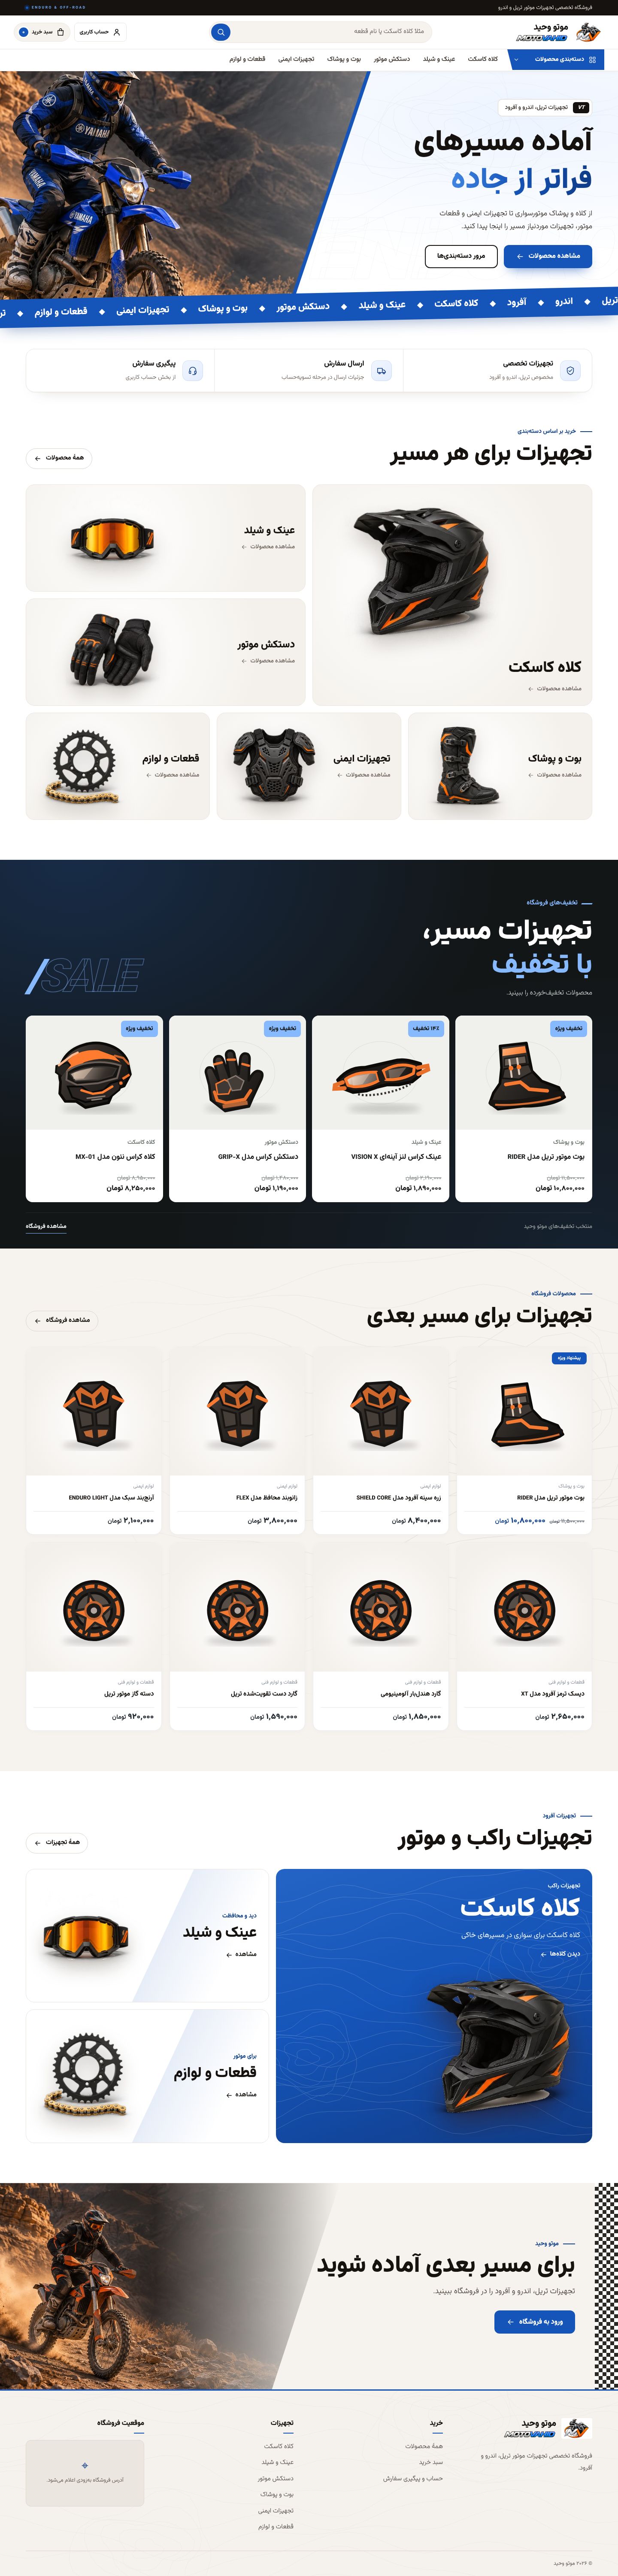 فروشگاه تخصصی تجهیزات موتور تریل و اندرو
ENDURO & OFF-ROAD
موتو وحید
MOTOVAHID
مثلا کلاه کاسکت یا نام قطعه
حساب کاربری
سبد خرید
دسته‌بندی محصولات
کلاه کاسکت
عینک و شیلد
دستکش موتور
بوت و پوشاک
تجهیزات ایمنی
قطعات و لوازم
تجهیزات تریل، اندرو و آفرود
آماده مسیرهای
فراتر از جاده
از کلاه و پوشاک موتورسواری تا تجهیزات ایمنی و قطعات
موتور، تجهیزات موردنیاز مسیر را اینجا پیدا کنید.
مشاهده محصولات
مرور دسته‌بندی‌ها
تریل
اندرو
آفرود
کلاه کاسکت
عینک و شیلد
دستکش موتور
بوت و پوشاک
تجهیزات ایمنی
قطعات و لوازم
تجهیزات تخصصی
مخصوص تریل، اندرو و آفرود
ارسال سفارش
جزئیات ارسال در مرحله تسویه‌حساب
پیگیری سفارش
از بخش حساب کاربری
خرید بر اساس دسته‌بندی
تجهیزات برای هر مسیر
همهٔ محصولات
کلاه کاسکت
مشاهده محصولات
عینک و شیلد
مشاهده محصولات
دستکش موتور
مشاهده محصولات
بوت و پوشاک
مشاهده محصولات
تجهیزات ایمنی
مشاهده محصولات
قطعات و لوازم
مشاهده محصولات
تخفیف‌های فروشگاه
تجهیزات مسیر،
با تخفیف
محصولات تخفیف‌خورده را ببینید.
/SALE
تخفیف ویژه
بوت و پوشاک
بوت موتور تریل مدل RIDER
۱۰,۸۰۰,۰۰۰ تومان
۱۴٪ تخفیف
عینک و شیلد
عینک کراس لنز آینه‌ای VISION X
۱,۸۹۰,۰۰۰ تومان
تخفیف ویژه
دستکش موتور
دستکش کراس مدل GRIP-X
۱,۱۹۰,۰۰۰ تومان
تخفیف ویژه
کلاه کاسکت
کلاه کراس نئون مدل MX-01
۸,۲۵۰,۰۰۰ تومان
منتخب تخفیف‌های موتو وحید
مشاهده فروشگاه
محصولات فروشگاه
تجهیزات برای مسیر بعدی
مشاهده فروشگاه
پیشنهاد ویژه
بوت و پوشاک
بوت موتور تریل مدل RIDER
۱۰,۸۰۰,۰۰۰ تومان
لوازم ایمنی
زره سینه آفرود مدل SHIELD CORE
۸,۴۰۰,۰۰۰ تومان
لوازم ایمنی
زانوبند محافظ مدل FLEX
۳,۸۰۰,۰۰۰ تومان
لوازم ایمنی
آرنج‌بند سبک مدل ENDURO LIGHT
۲,۱۰۰,۰۰۰ تومان
قطعات و لوازم فنی
دیسک ترمز آفرود مدل XT
۲,۶۵۰,۰۰۰ تومان
قطعات و لوازم فنی
گارد هندل‌بار آلومینیومی
۱,۸۵۰,۰۰۰ تومان
قطعات و لوازم فنی
گارد دست تقویت‌شده تریل
۱,۵۹۰,۰۰۰ تومان
قطعات و لوازم فنی
دسته گاز موتور تریل
۹۲۰,۰۰۰ تومان
تجهیزات آفرود
تجهیزات راکب و موتور
همهٔ تجهیزات
تجهیزات راکب
کلاه کاسکت
کلاه کاسکت برای سواری در مسیرهای خاکی
دیدن کلاه‌ها
دید و محافظت
عینک و شیلد
مشاهده
برای موتور
قطعات و لوازم
مشاهده
موتو وحید
برای مسیر بعدی آماده شوید
تجهیزات تریل، اندرو و آفرود را در فروشگاه ببینید.
ورود به فروشگاه
موتو وحید
MOTOVAHID
فروشگاه تخصصی تجهیزات موتور تریل، اندرو و
آفرود.
خرید
همهٔ محصولات
سبد خرید
حساب و پیگیری سفارش
تجهیزات
کلاه کاسکت
عینک و شیلد
دستکش موتور
بوت و پوشاک
تجهیزات ایمنی
قطعات و لوازم
موقعیت فروشگاه
آدرس فروشگاه به‌زودی اعلام می‌شود.
© ۲۰۲۶ موتو وحید